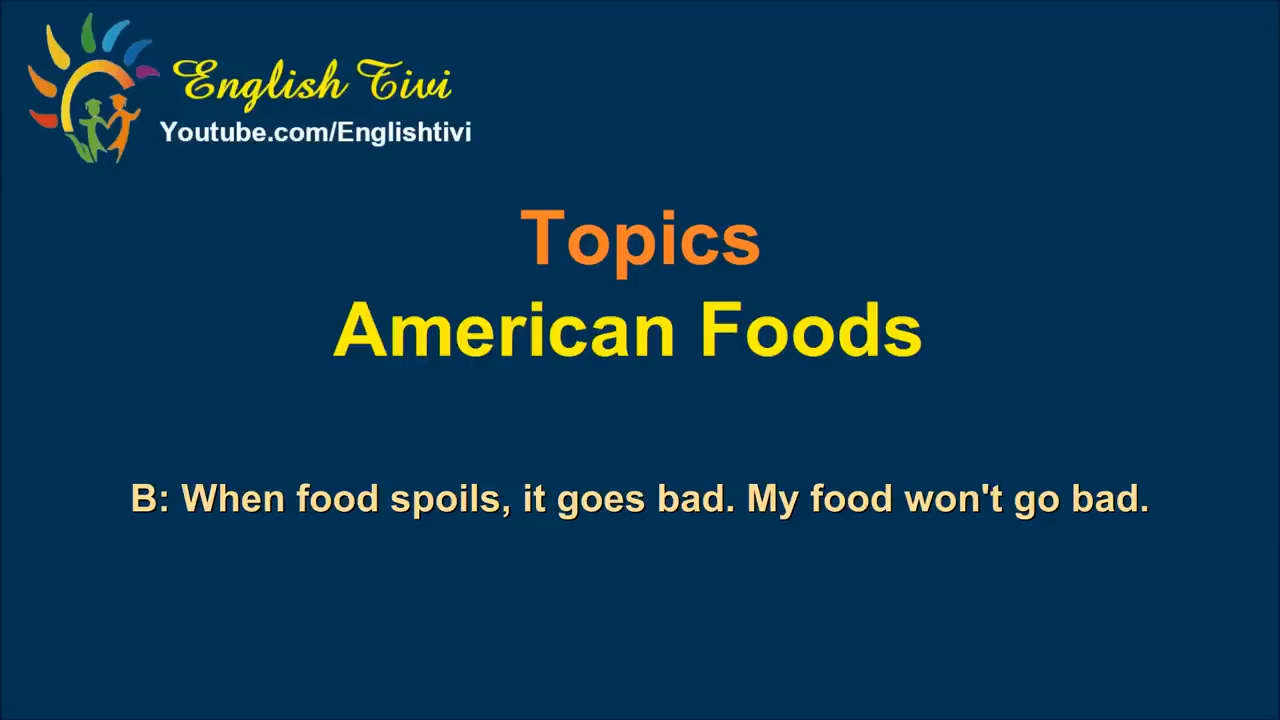 English Tivi
Youtube.com/Englishtivi
Topics
American Foods
B: When food spoils, it goes bad. My food won't go bad.